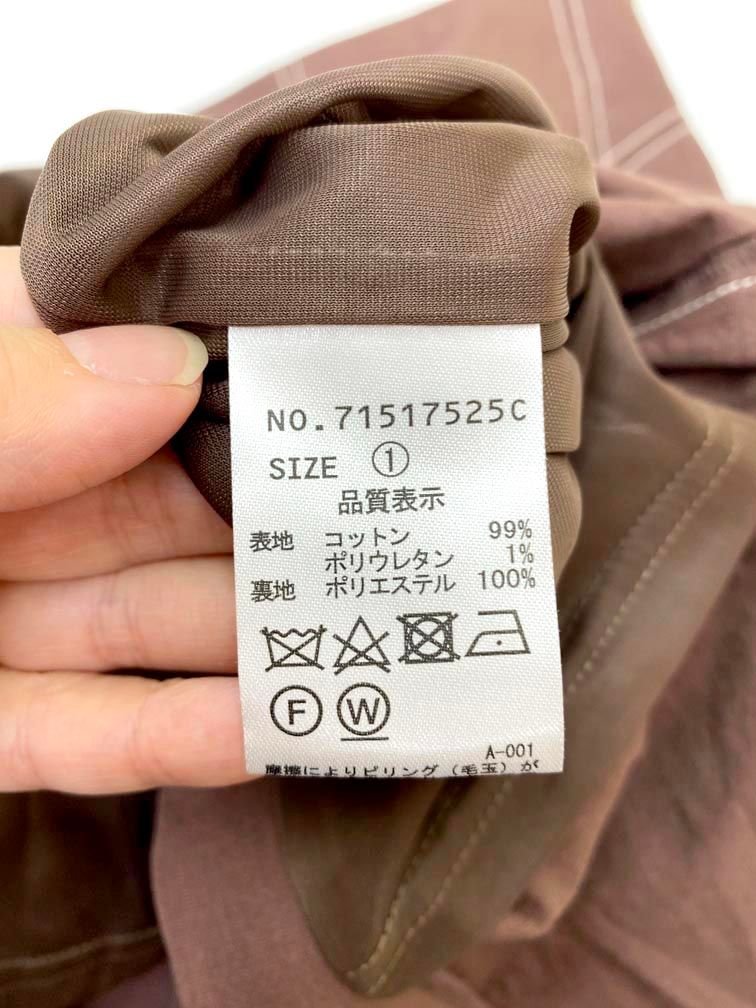 NO.71517525C
SIZE ①
品質表示
表地 コットン 99%
ポリウレタン 1%
裏地 ポリエステル 100%
F W
A-001
摩擦によりピリング(毛玉)が